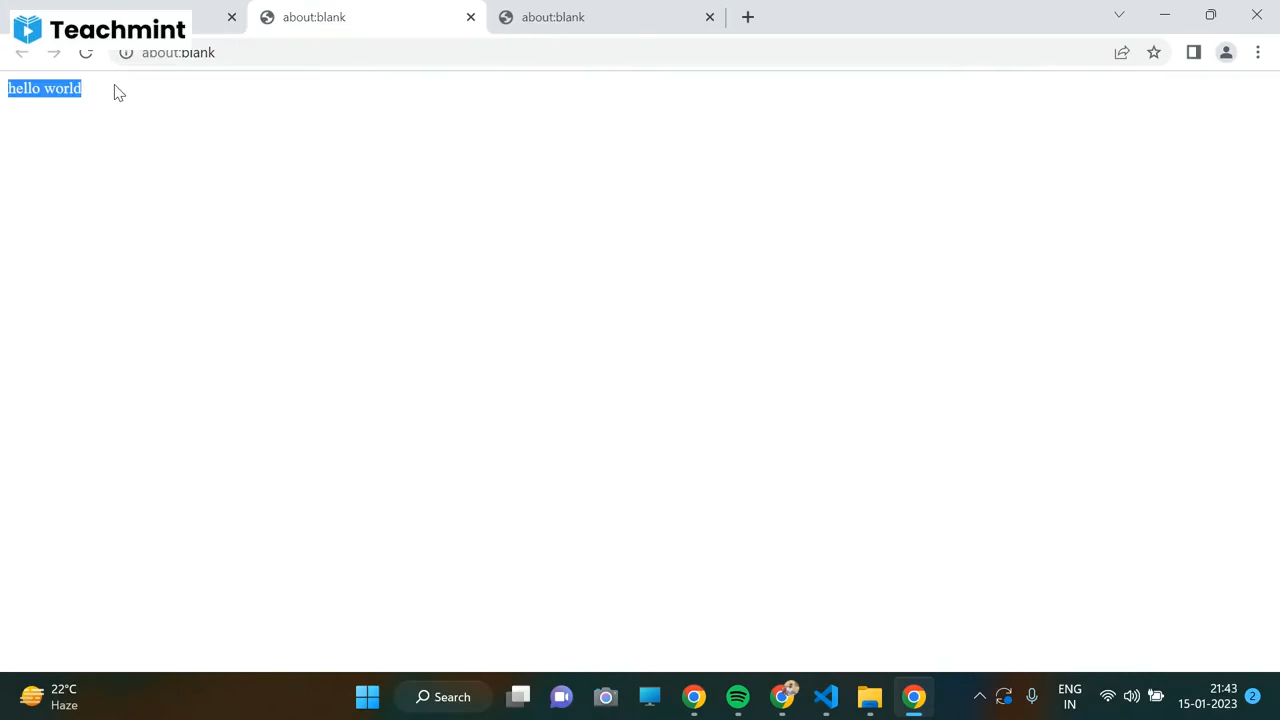 about:blank
about:blank
Teachmint
about:blank
hello world
22°C
Haze
Search
ENG
IN
21:43
15-01-2023
2